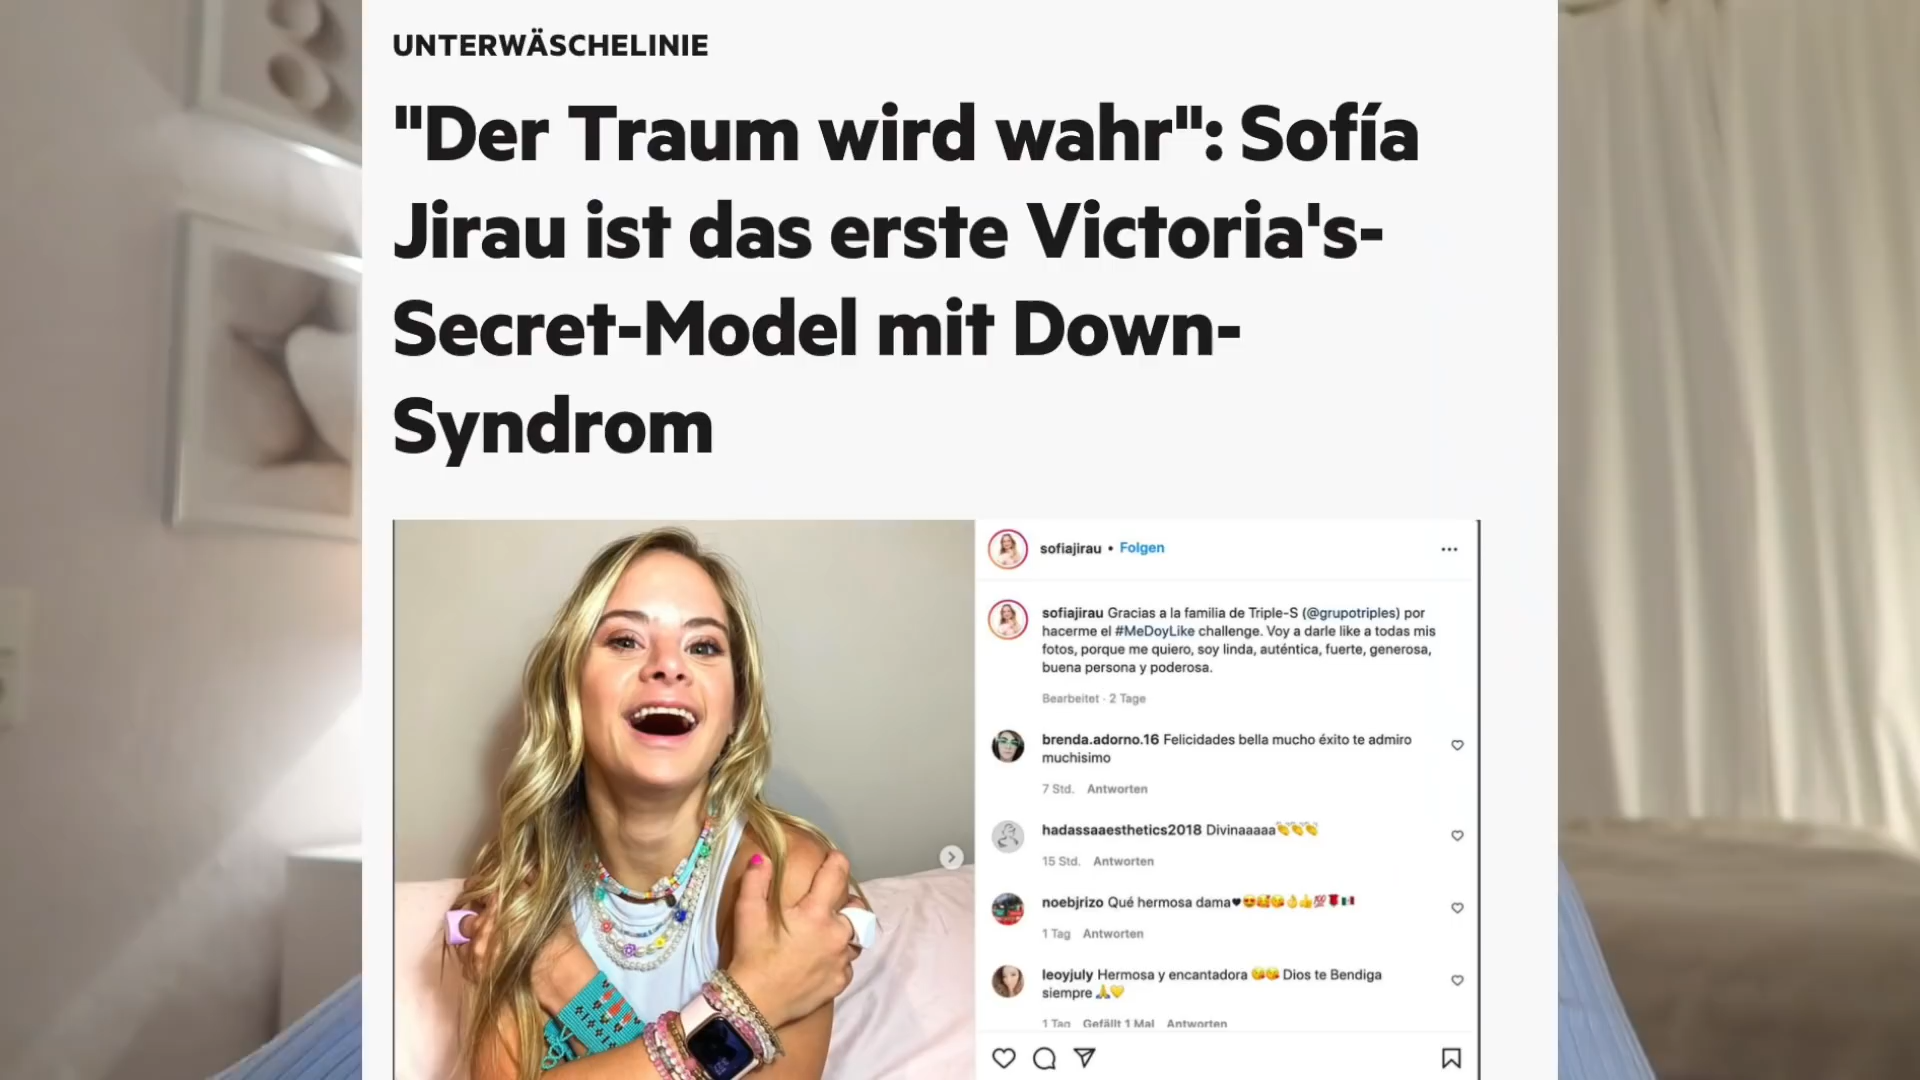 UNTERWÄSCHELINIE
"Der Traum wird wahr": Sofía
Jirau ist das erste Victoria's-
Secret-Model mit Down-
Syndrom
sofiajirau • Folgen
sofiajirau Gracias a la familia de Triple-S (@grupotriples) por
hacerme el #MeDoyLike challenge. Voy a darle like a todas mis
fotos, porque me quiero, soy linda, auténtica, fuerte, generosa,
buena persona y poderosa.
Bearbeitet · 2 Tage
brenda.adorno.16 Felicidades bella mucho éxito te admiro
muchisimo
7 Std. Antworten
hadassaaesthetics2018 Divinaaaaa👏👏👏
15 Std. Antworten
noebjrizo Qué hermosa dama🖤😍🥰😘👌👍💯🌹🇲🇽
1 Tag Antworten
leoyjuly Hermosa y encantadora 😘😘 Dios te Bendiga
siempre 🙏💛
1 Tag Gefällt 1 Mal Antworten